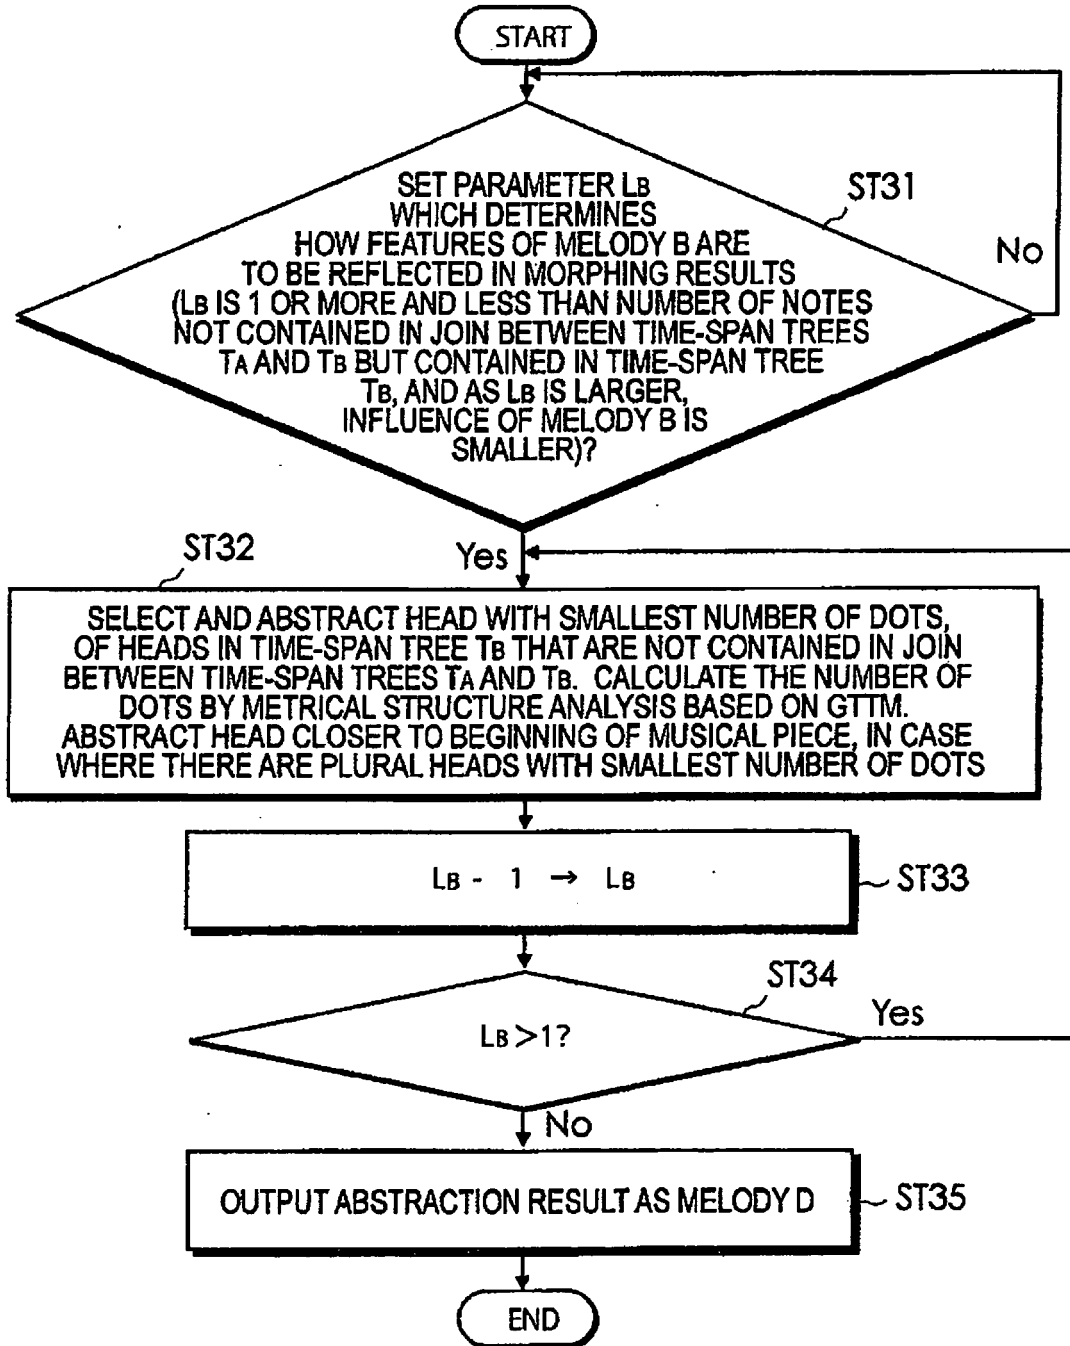 START
SET PARAMETER LB
WHICH DETERMINES
HOW FEATURES OF MELODY B ARE
TO BE REFLECTED IN MORPHING RESULTS
(LB IS 1 OR MORE AND LESS THAN NUMBER OF NOTES
NOT CONTAINED IN JOIN BETWEEN TIME-SPAN TREES
TA AND TB BUT CONTAINED IN TIME-SPAN TREE
TB, AND AS LB IS LARGER,
INFLUENCE OF MELODY B IS
SMALLER)?
ST31
No
Yes
ST32
SELECT AND ABSTRACT HEAD WITH SMALLEST NUMBER OF DOTS,
OF HEADS IN TIME-SPAN TREE TB THAT ARE NOT CONTAINED IN JOIN
BETWEEN TIME-SPAN TREES TA AND TB. CALCULATE THE NUMBER OF
DOTS BY METRICAL STRUCTURE ANALYSIS BASED ON GTTM.
ABSTRACT HEAD CLOSER TO BEGINNING OF MUSICAL PIECE, IN CASE
WHERE THERE ARE PLURAL HEADS WITH SMALLEST NUMBER OF DOTS
LB - 1 → LB
ST33
ST34
LB >1?
Yes
No
OUTPUT ABSTRACTION RESULT AS MELODY D
ST35
END